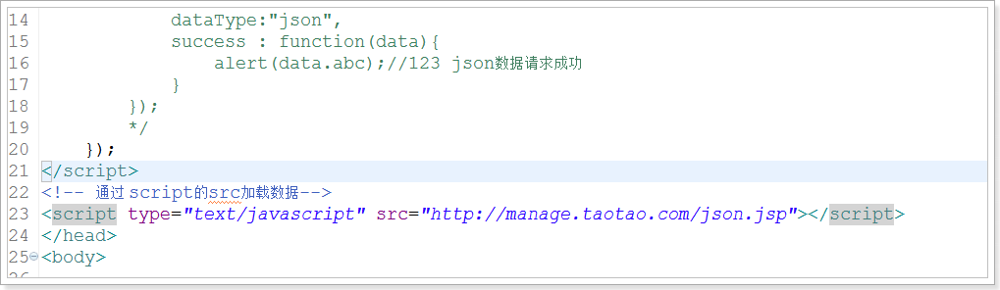 14 dataType:"json",
15 success : function(data){
16 alert(data.abc);//123 json数据请求成功
17 }
18 });
19 */
20 });
21 </script>
22 <!-- 通过 script的src加载数据-->
23 <script type="text/javascript" src="http://manage.taotao.com/json.jsp"></script>
24 </head>
25 <body>